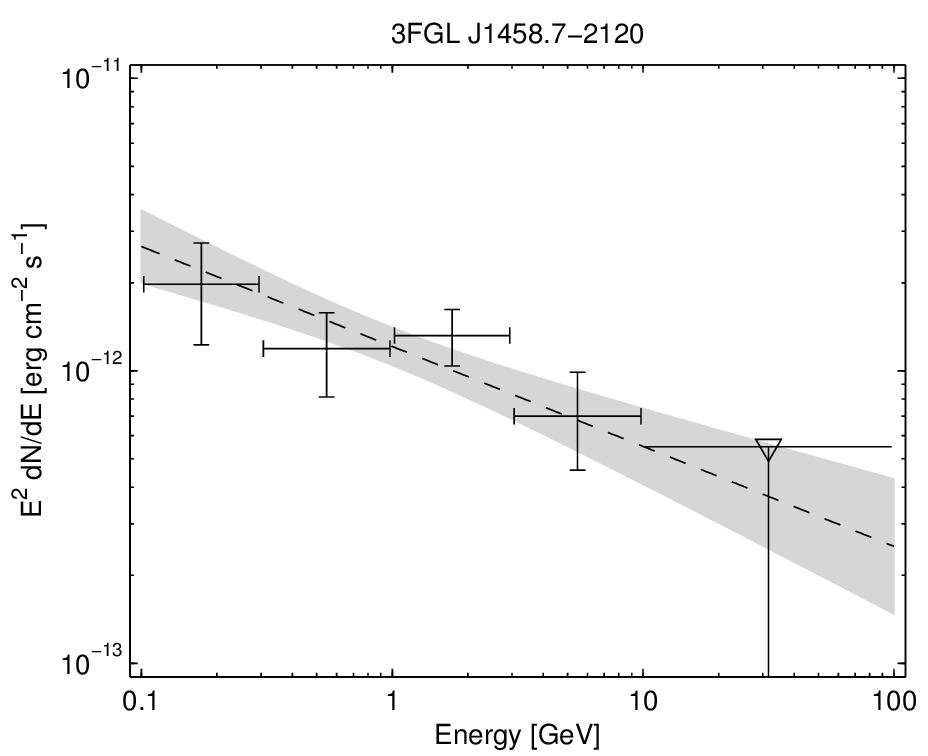 3FGL J1458.7−2120
10⁻¹¹
10⁻¹²
10⁻¹³
E² dN/dE [erg cm⁻² s⁻¹]
0.1 1 10 100
Energy [GeV]